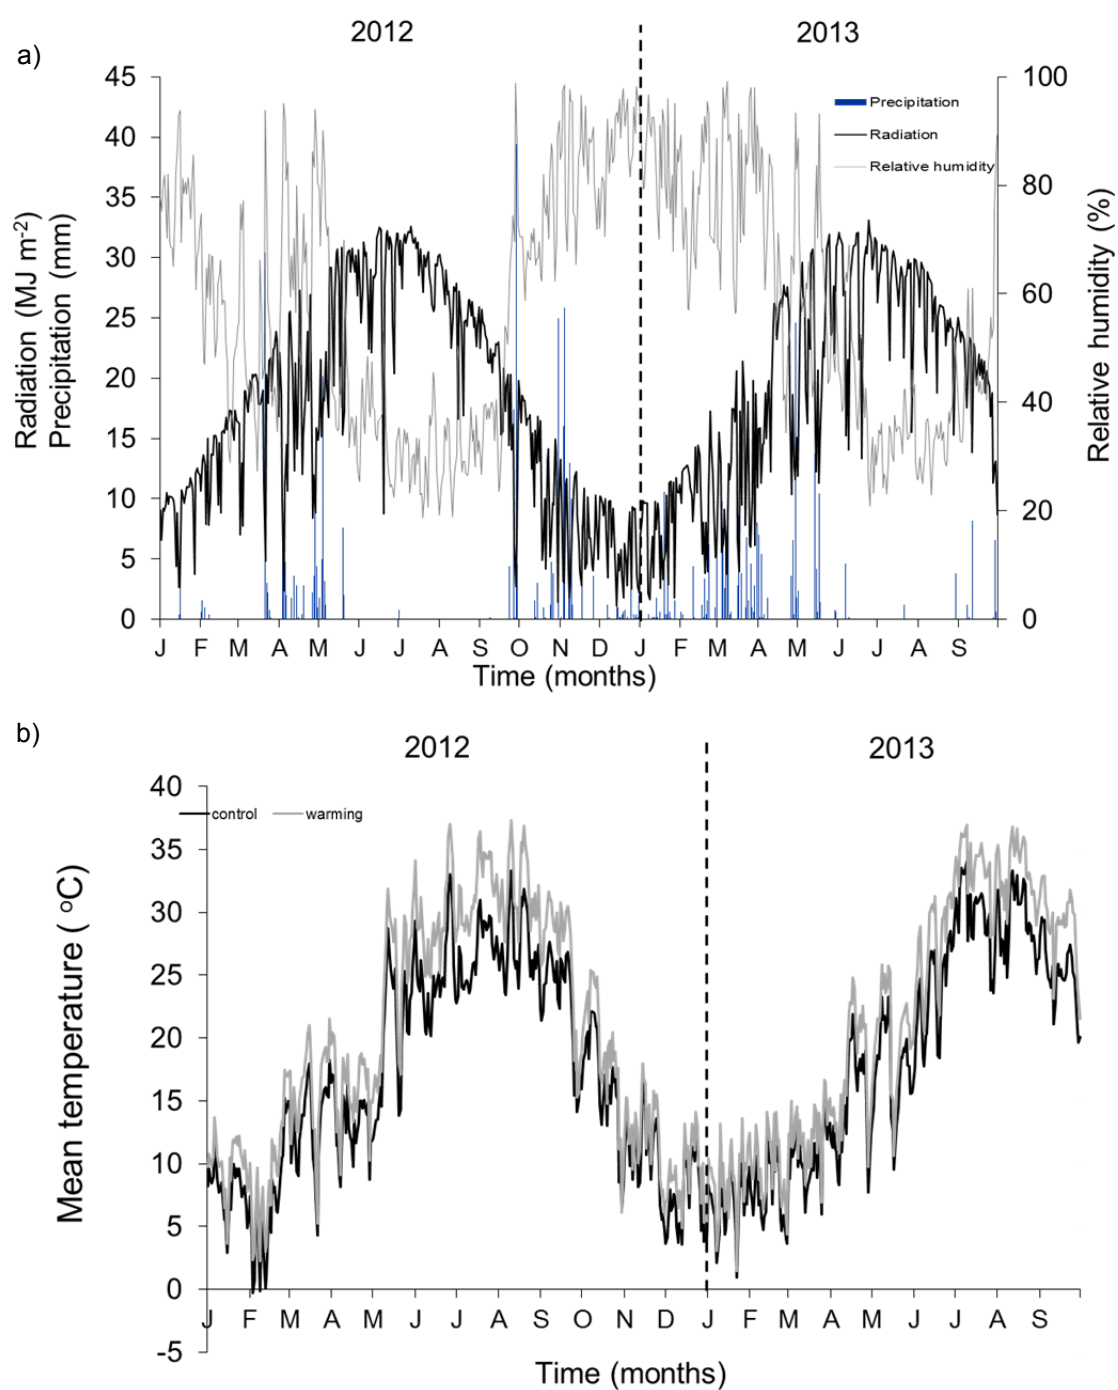 a)
2012 2013
45 100
Precipitation
40
Radiation
Relative humidity
35 80
30
60
25
20 40
15
10 20
5
0 0
Radiation (MJ m-2)
Precipitation (mm)
Relative humidity (%)
J F M A M J J A S O N D J F M A M J J A S
Time (months)
b)
2012 2013
40
control warming
35
30
25
20
15
10
5
0
-5
Mean temperature ( oC)
J F M A M J J A S O N D J F M A M J J A S
Time (months)